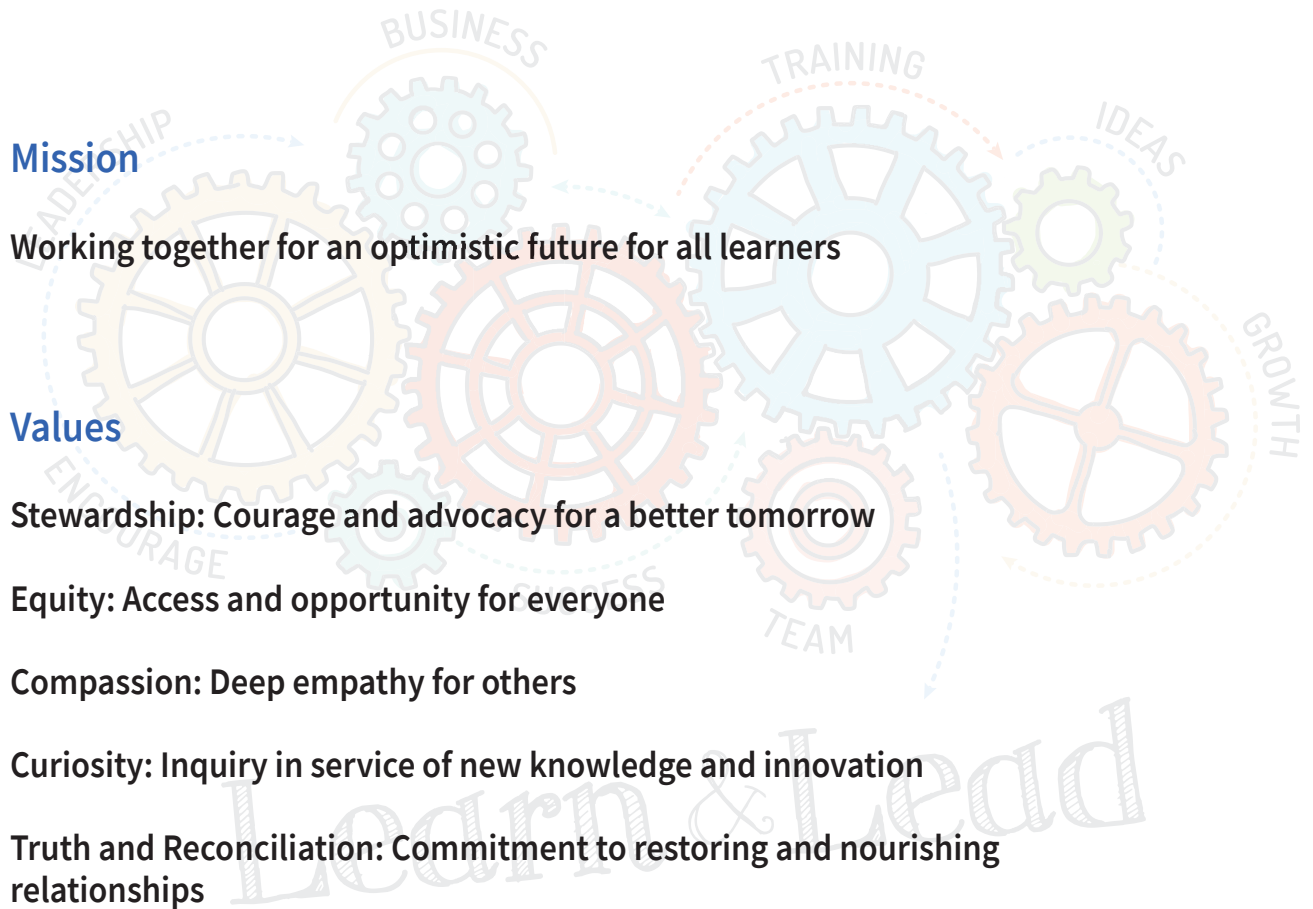 BUSINESS
TRAINING
LEADERSHIP
IDEAS
Mission
Working together for an optimistic future for all learners
GROWTH
Values
ENCOURAGE
Stewardship: Courage and advocacy for a better tomorrow
SUCCESS
Equity: Access and opportunity for everyone
TEAM
Compassion: Deep empathy for others
Curiosity: Inquiry in service of new knowledge and innovation
Learn & Lead
Truth and Reconciliation: Commitment to restoring and nourishing
relationships